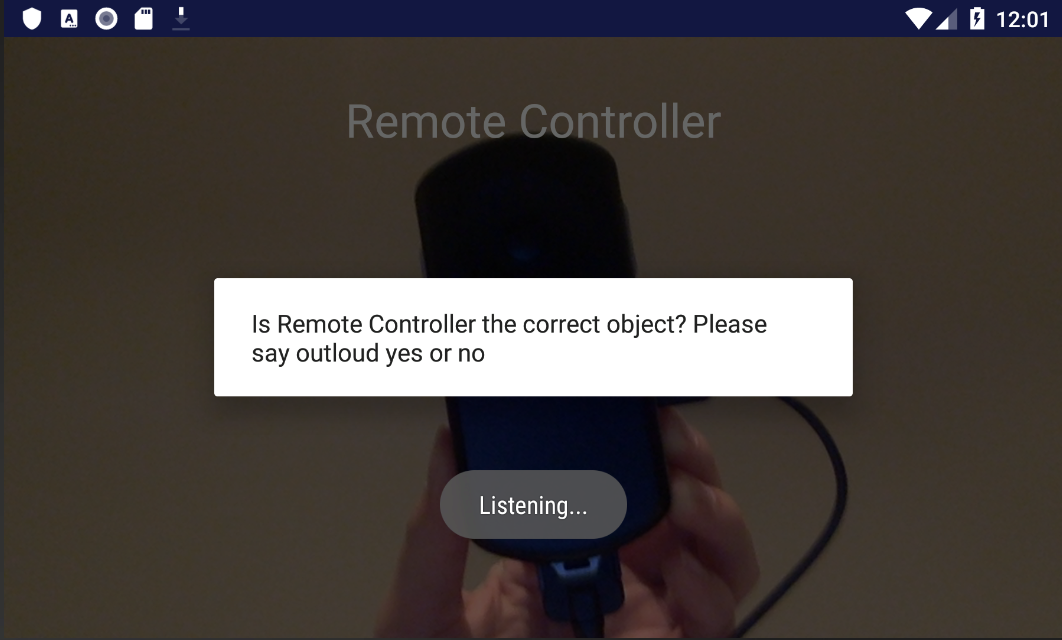 12:01
Remote Controller
Is Remote Controller the correct object? Please
say outloud yes or no
Listening...